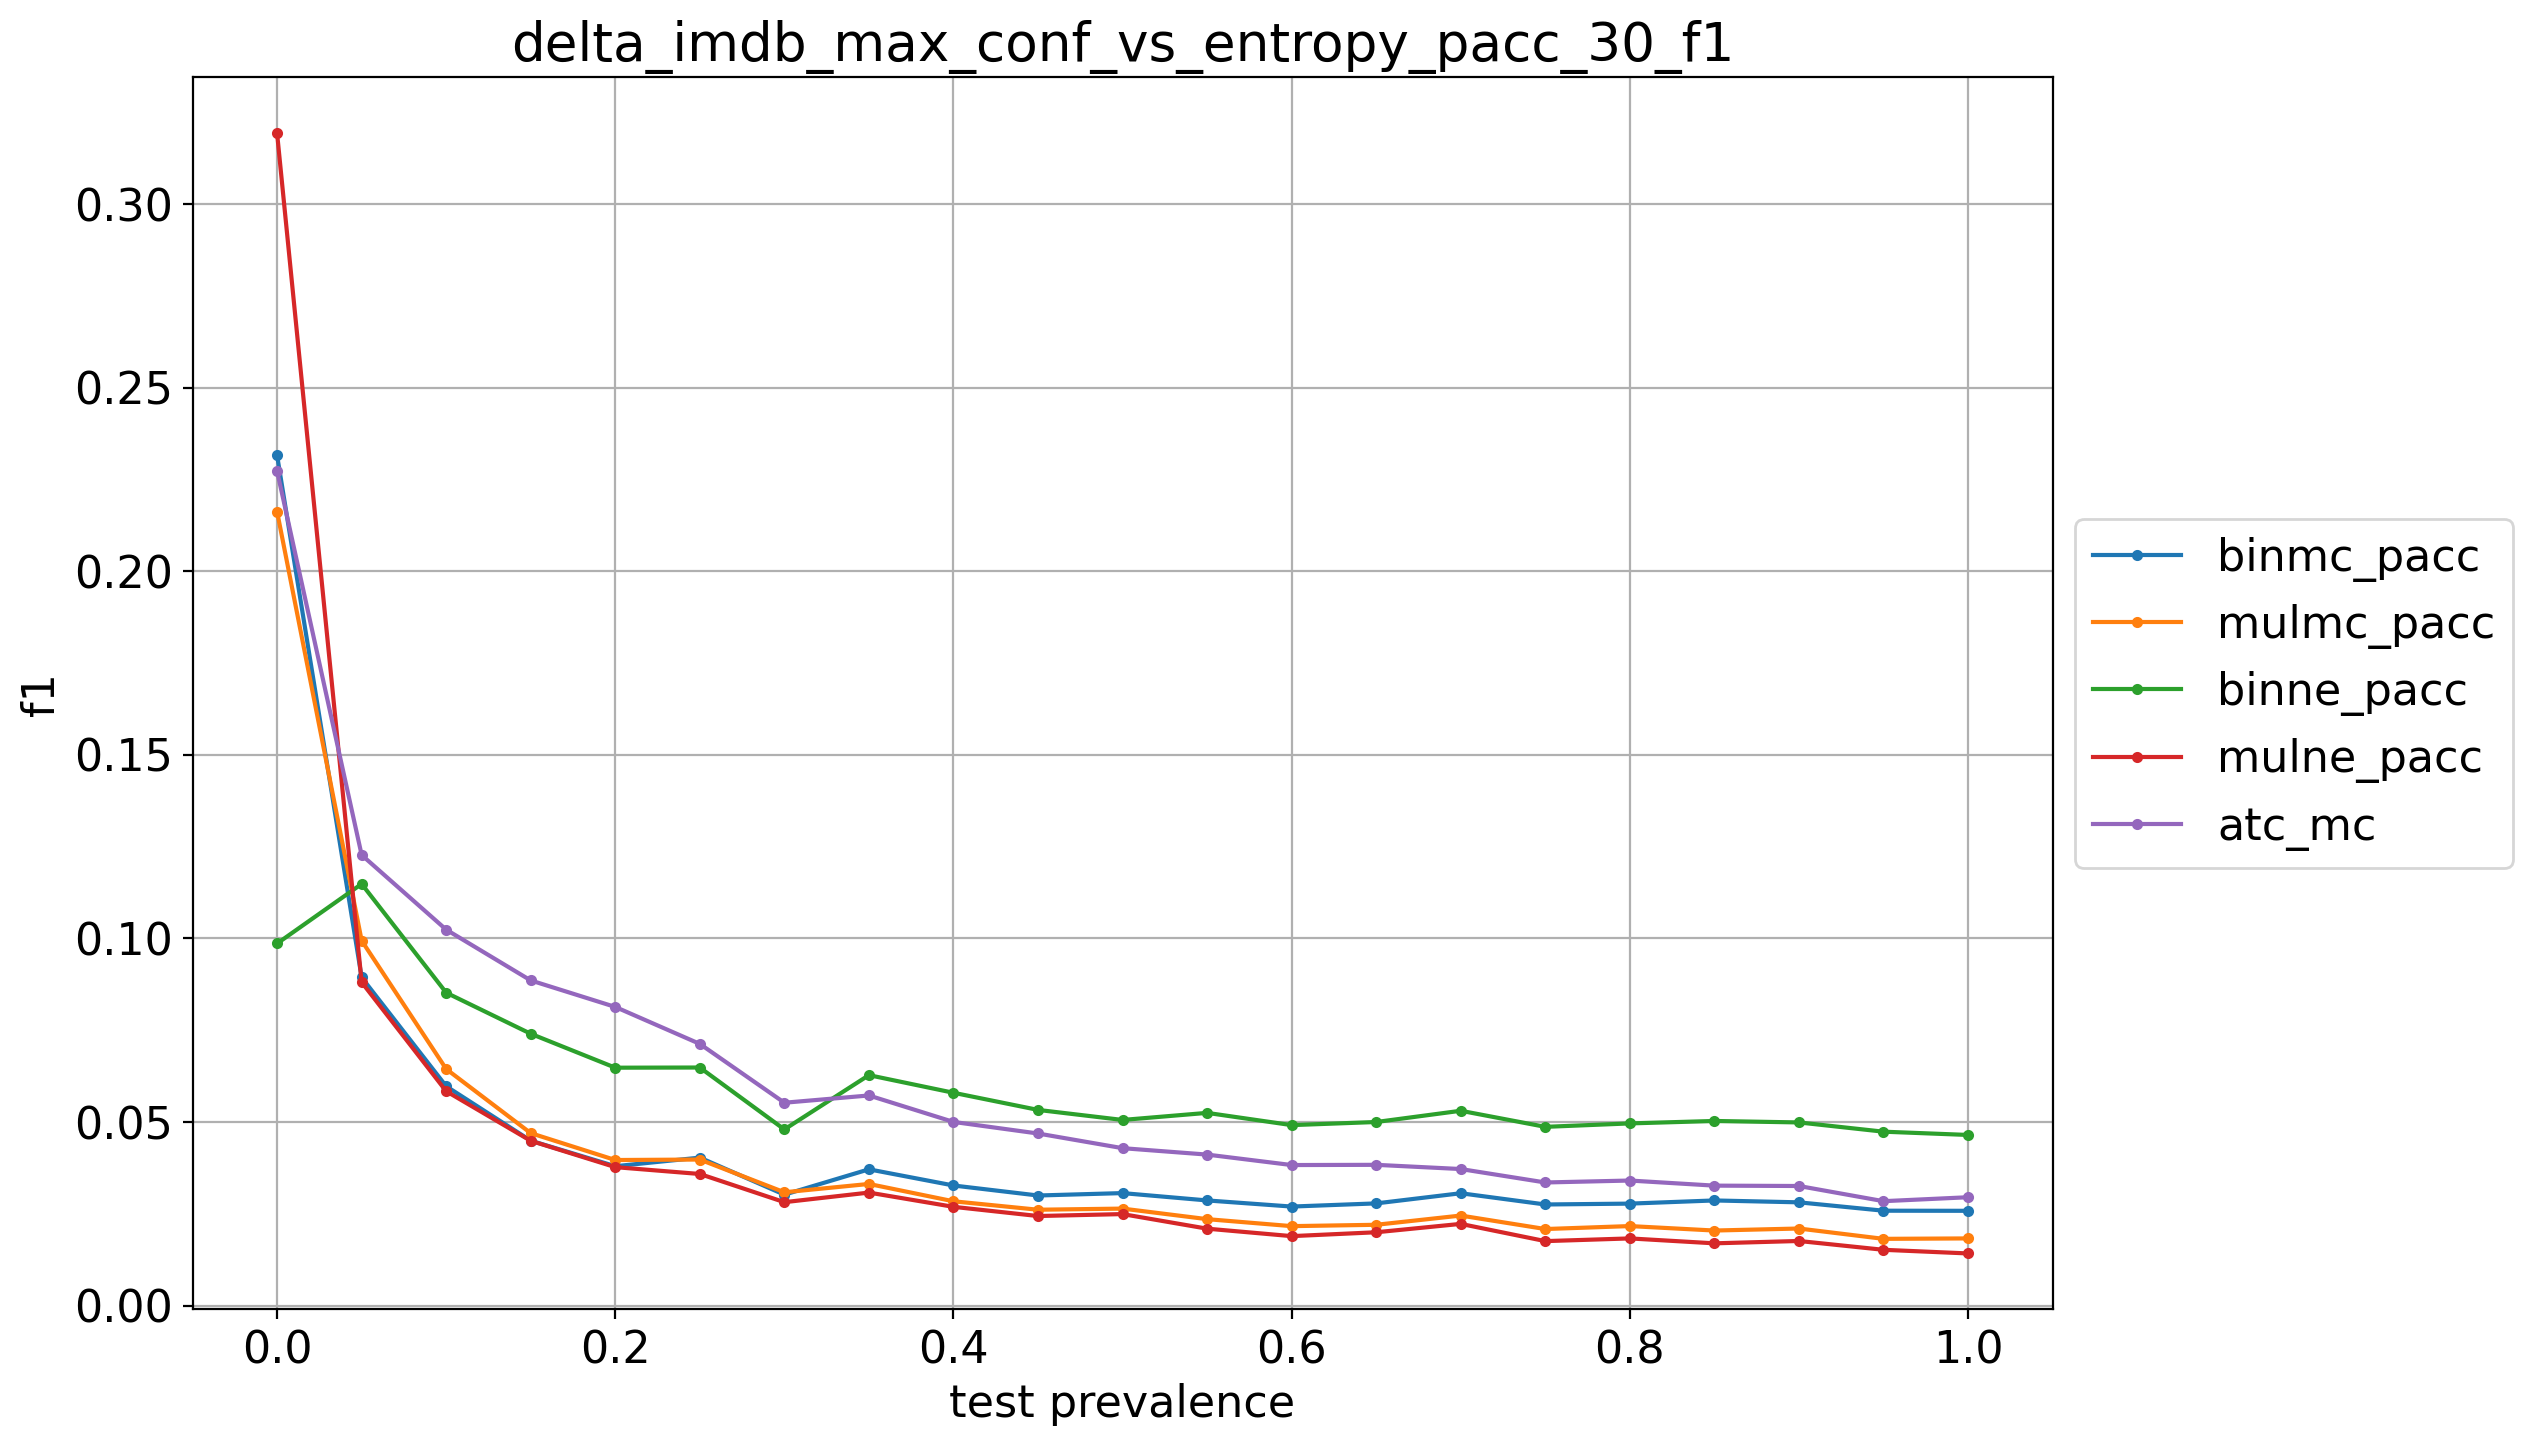 delta_imdb_max_conf_vs_entropy_pacc_30_f1
f1
0.30
0.25
0.20
0.15
0.10
0.05
0.00
0.0 0.2 0.4 0.6 0.8 1.0
test prevalence
binmc_pacc
mulmc_pacc
binne_pacc
mulne_pacc
atc_mc